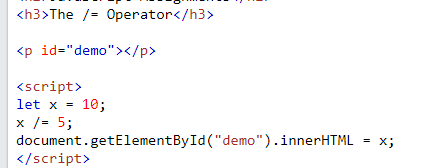 <h3>The /= Operator</h3>
<p id="demo"></p>
<script>
let x = 10;
x /= 5;
document.getElementById("demo").innerHTML = x;
</script>